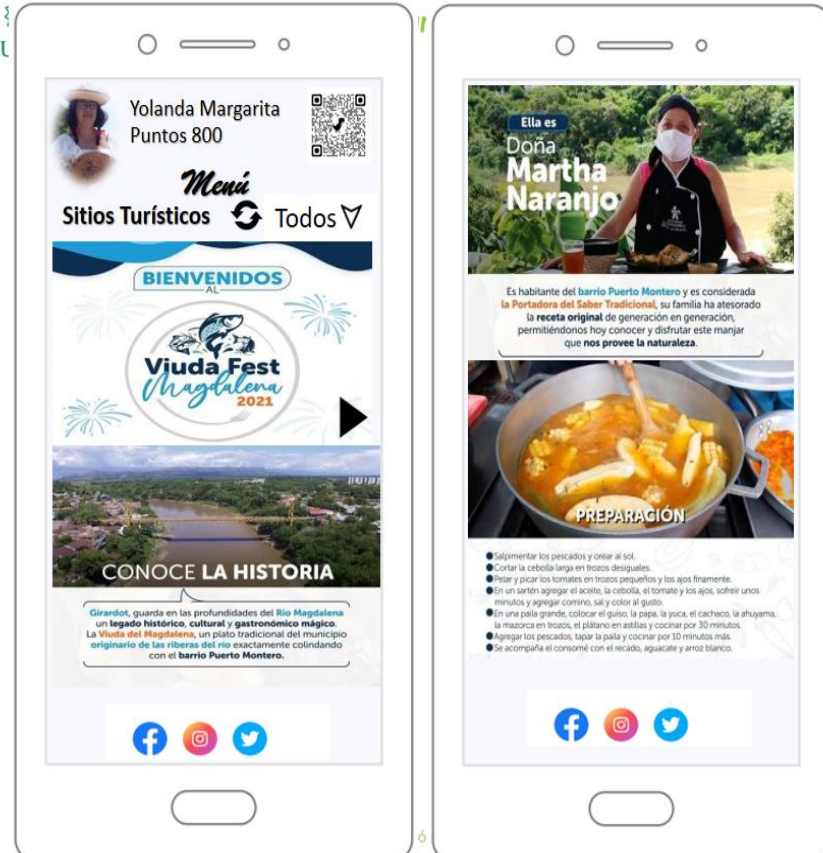 Yolanda Margarita
Puntos 800
Menú
Sitios Turísticos
Todos
BIENVENIDOS
AL
Viuda Fest
Magdalena
2021
CONOCE LA HISTORIA
Girardot, guarda en las profundidades del Río Magdalena
un legado histórico, cultural y gastronómico mágico.
La Viuda del Magdalena, un plato tradicional del municipio
originario de las riberas del río exactamente colindando
con el barrio Puerto Montero.
Ella es
Doña
Martha
Naranjo
Es habitante del barrio Puerto Montero y es considerada
la Portadora del Saber Tradicional, su familia ha atesorado
la receta original de generación en generación,
permitiéndonos hoy conocer y disfrutar este manjar
que nos provee la naturaleza.
PREPARACIÓN
Salpimentar los pescados y orear al sol.
Cortar la cebolla larga en trozos desiguales.
Pelar y picar los tomates en trozos pequeños y los ajos finamente.
En un sartén agregar el aceite, la cebolla, el tomate y los ajos, sofreír unos
minutos y agregar comino, sal y color al gusto.
En una paila grande, colocar el guiso, la papa, la yuca, el cachaco, la ahuyama,
la mazorca en trozos, el plátano en astillas y cocinar por 30 minutos.
Agregar los pescados, tapar la paila y cocinar por 10 minutos más.
Se acompaña el consomé con el recado, aguacate y arroz blanco.